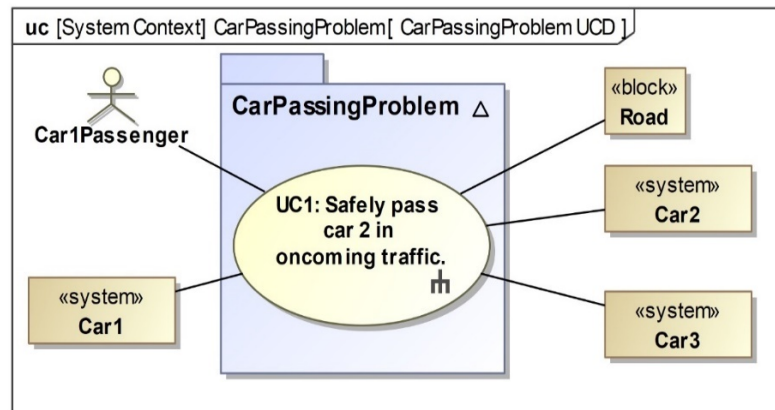 uc [System Context] CarPassingProblem[ CarPassingProblem UCD ]
CarPassingProblem
Car1Passenger
UC1: Safely pass
car 2 in
oncoming traffic.
«block»
Road
«system»
Car2
«system»
Car1
«system»
Car3